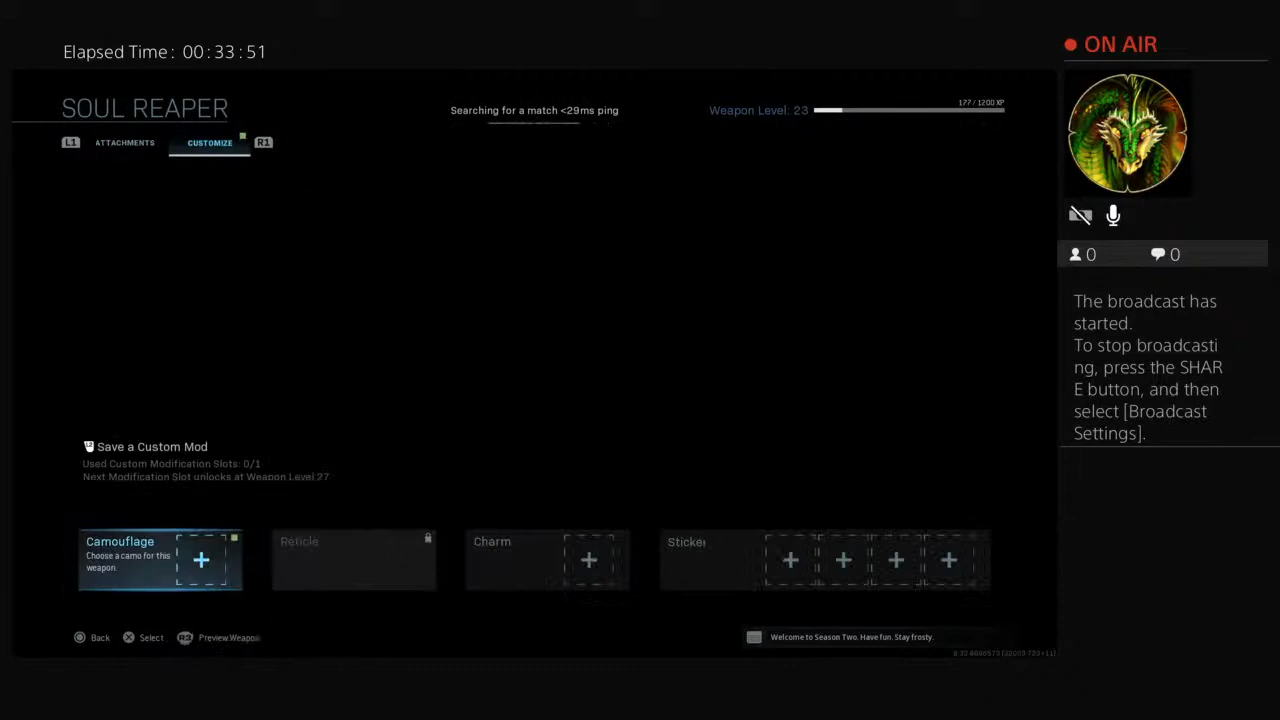 Elapsed Time: 00:33:51
ON AIR
SOUL REAPER
Searching for a match <29ms ping
Weapon Level: 23
177 / 1200 XP
L1
ATTACHMENTS
CUSTOMIZE
R1
0
0
The broadcast has
started.
To stop broadcasti
ng, press the SHAR
E button, and then
select [Broadcast
Settings].
Save a Custom Mod
Used Custom Modification Slots: 0/1
Next Modification Slot unlocks at Weapon Level 27
Camouflage
Choose a camo for this
weapon.
Reticle
Charm
Sticker
Back
Select
R3
Preview Weapon
Welcome to Season Two. Have fun. Stay frosty.